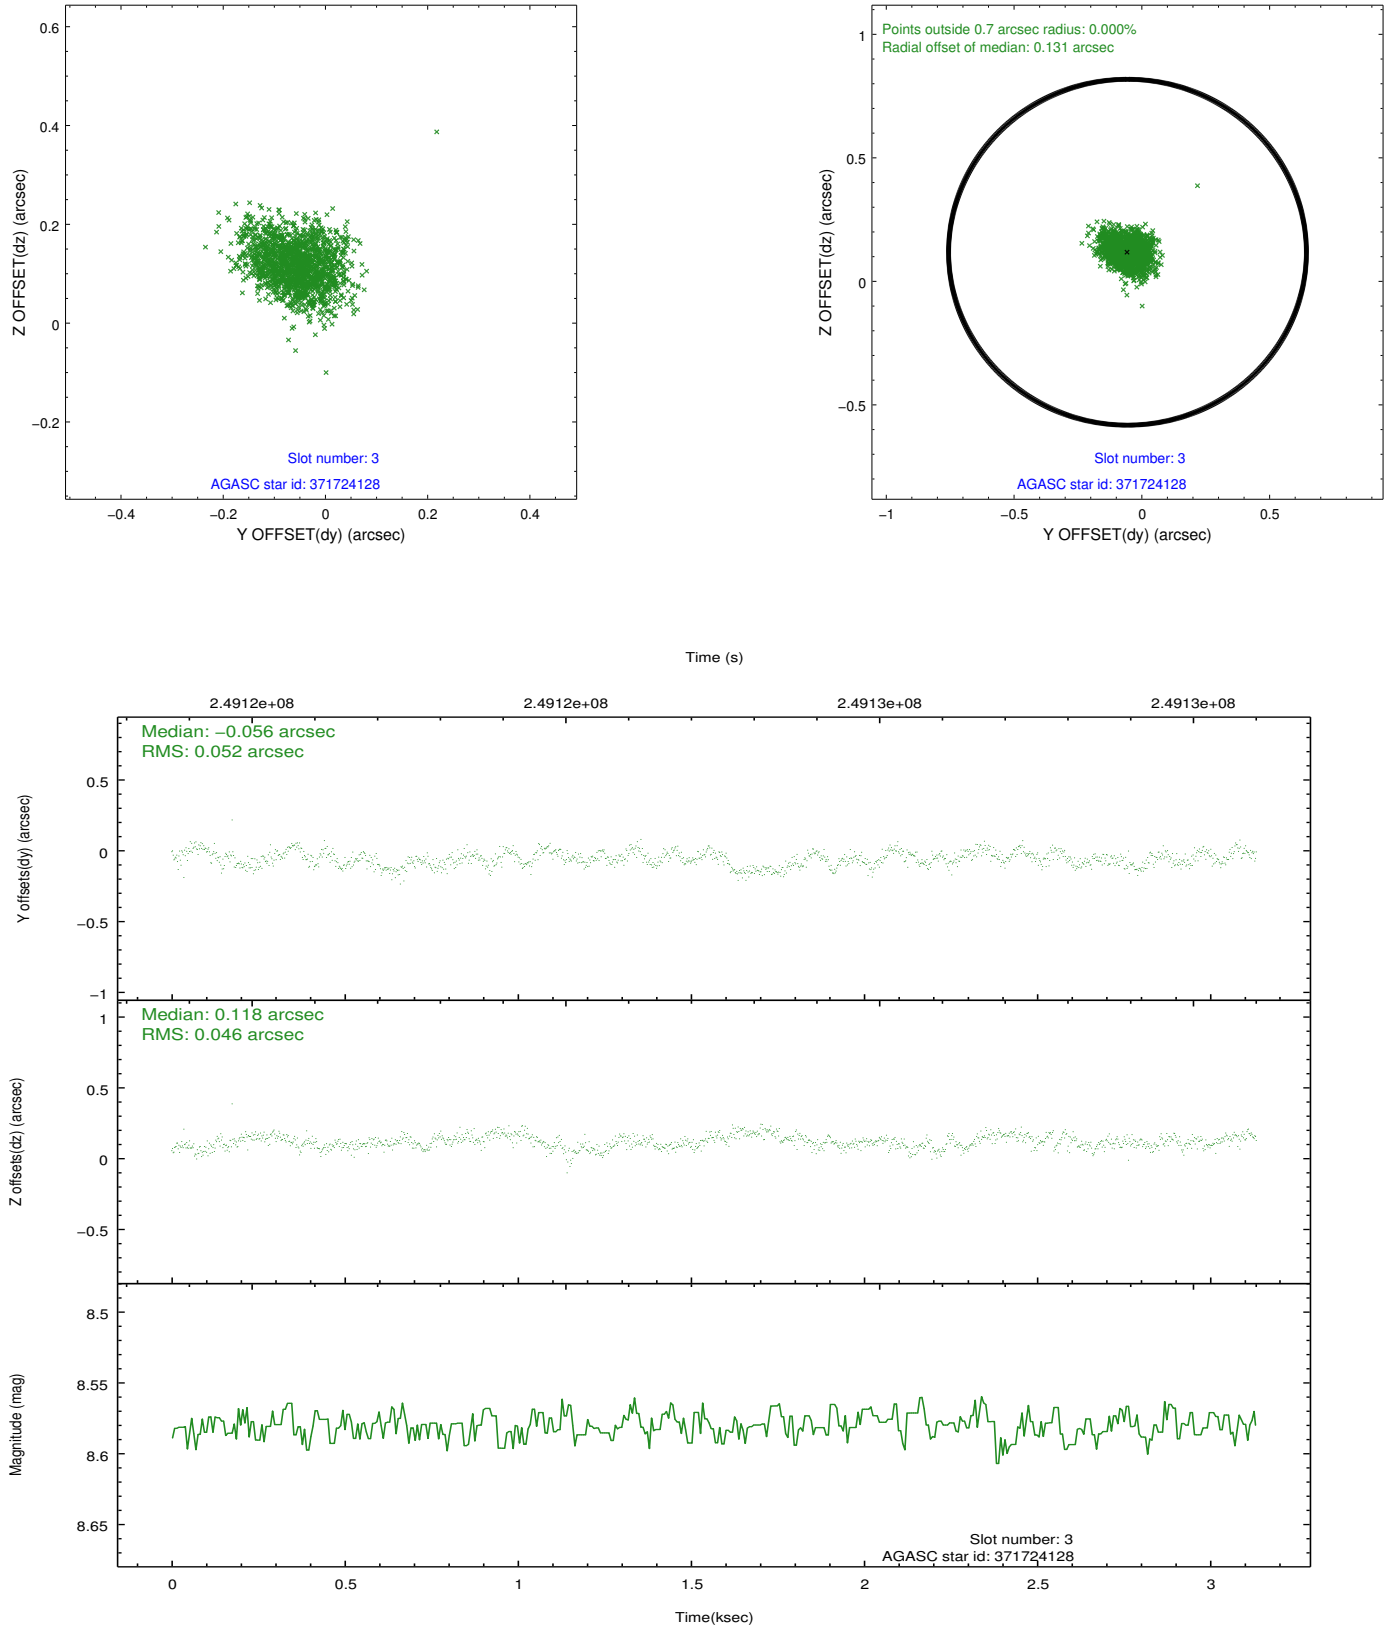 0.6
0.4
0.2
0
−0.2
Z OFFSET(dz) (arcsec)
Slot number: 3
AGASC star id: 371724128
−0.4 −0.2 0 0.2 0.4
Y OFFSET(dy) (arcsec)
Points outside 0.7 arcsec radius: 0.000%
Radial offset of median: 0.131 arcsec
1
0.5
0
−0.5
Z OFFSET(dz) (arcsec)
Slot number: 3
AGASC star id: 371724128
−1 −0.5 0 0.5
Y OFFSET(dy) (arcsec)
Time (s)
2.4912e+08 2.4912e+08 2.4913e+08 2.4913e+08
Median: −0.056 arcsec
RMS: 0.052 arcsec
0.5
0
−0.5
−1
Y offsets(dy) (arcsec)
Median: 0.118 arcsec
RMS: 0.046 arcsec
1
0.5
0
−0.5
Z offsets(dz) (arcsec)
8.5
8.55
8.6
8.65
Magnitude (mag)
Slot number: 3
AGASC star id: 371724128
0 0.5 1 1.5 2 2.5 3
Time(ksec)